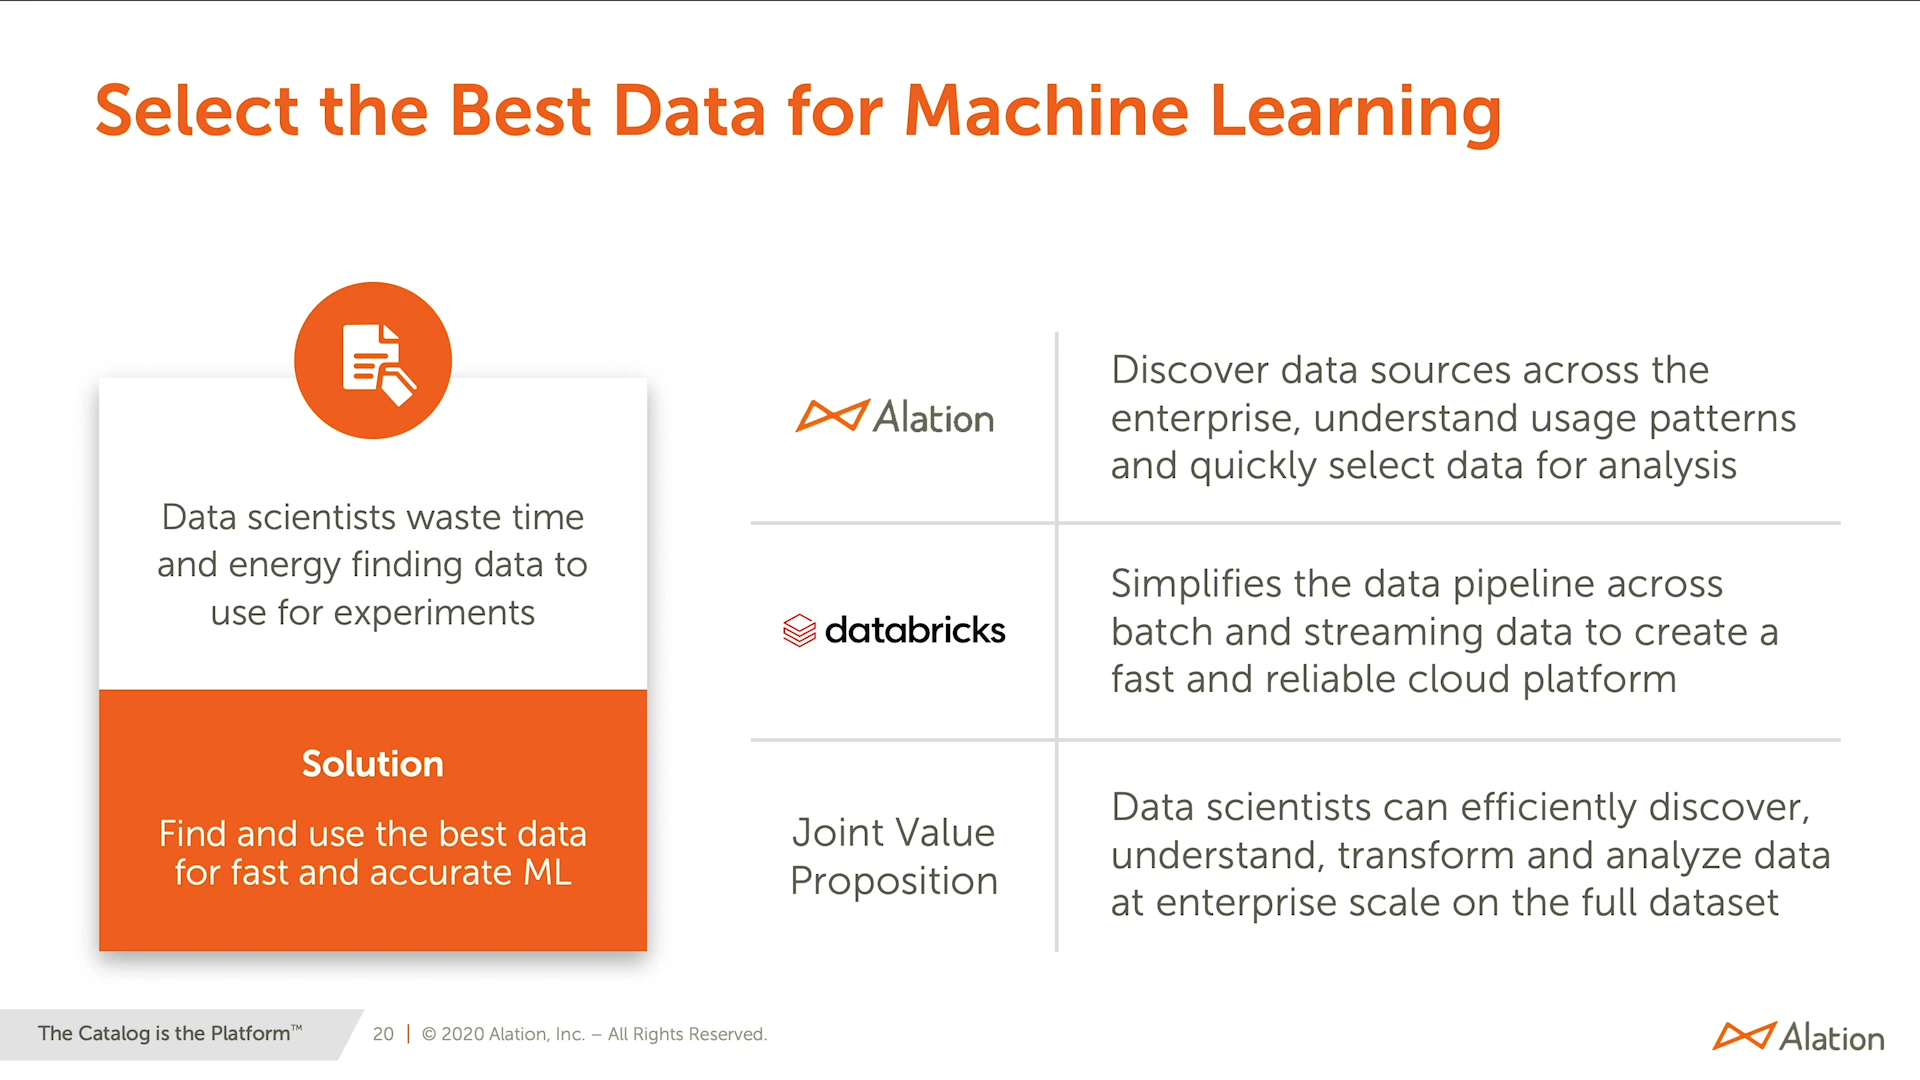 Select the Best Data for Machine Learning
Data scientists waste time
and energy finding data to
use for experiments
Solution
Find and use the best data
for fast and accurate ML
Alation
Discover data sources across the
enterprise, understand usage patterns
and quickly select data for analysis
databricks
Simplifies the data pipeline across
batch and streaming data to create a
fast and reliable cloud platform
Joint Value
Proposition
Data scientists can efficiently discover,
understand, transform and analyze data
at enterprise scale on the full dataset
The Catalog is the Platform™
20 | © 2020 Alation, Inc. – All Rights Reserved.
Alation